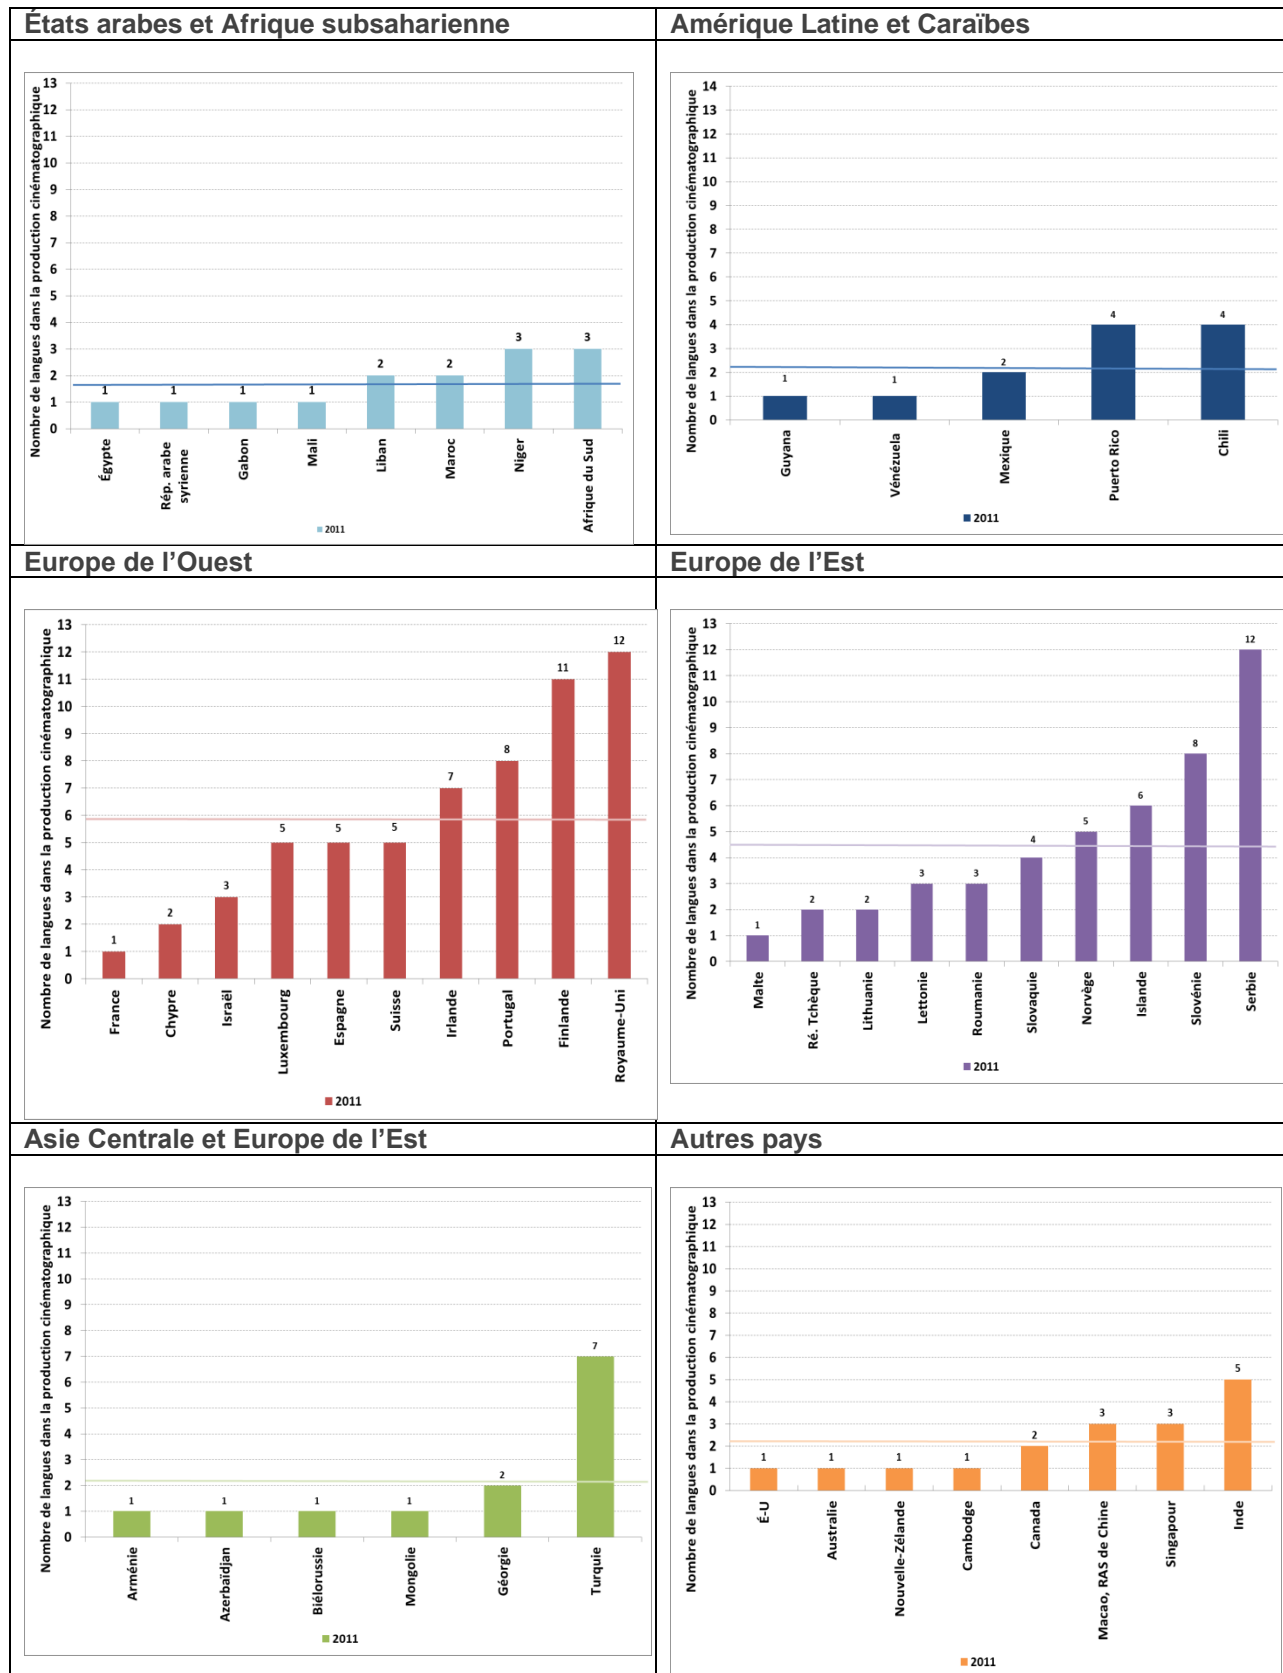 États arabes et Afrique subsaharienne
Nombre de langues dans la production cinématographique
13
12
11
10
9
8
7
6
5
4
3
2
1
0
1
1
1
1
2
2
3
3
Égypte
Rép. arabe
syrienne
Gabon
Mali
Liban
Maroc
Niger
Afrique du Sud
2011
Amérique Latine et Caraïbes
Nombre de langues dans la production cinématographique
14
13
12
11
10
9
8
7
6
5
4
3
2
1
0
1
1
2
4
4
Guyana
Vénézuela
Mexique
Puerto Rico
Chili
2011
Europe de l’Ouest
Nombre de langues dans la production cinématographique
13
12
11
10
9
8
7
6
5
4
3
2
1
0
1
2
3
5
5
5
7
8
11
12
France
Chypre
Israël
Luxembourg
Espagne
Suisse
Irlande
Portugal
Finlande
Royaume-Uni
2011
Europe de l’Est
Nombre de langues dans la production cinématographique
13
12
11
10
9
8
7
6
5
4
3
2
1
0
1
2
2
3
3
4
5
6
8
12
Malte
Ré. Tchèque
Lithuanie
Lettonie
Roumanie
Slovaquie
Norvège
Islande
Slovénie
Serbie
2011
Asie Centrale et Europe de l’Est
Nombre de langues dans la production cinématographique
13
12
11
10
9
8
7
6
5
4
3
2
1
0
1
1
1
1
2
7
Arménie
Azerbaïdjan
Biélorussie
Mongolie
Géorgie
Turquie
2011
Autres pays
Nombre de langues dans la production cinématographique
13
12
11
10
9
8
7
6
5
4
3
2
1
0
1
1
1
1
2
3
3
5
É-U
Australie
Nouvelle-Zélande
Cambodge
Canada
Macao, RAS de Chine
Singapour
Inde
2011